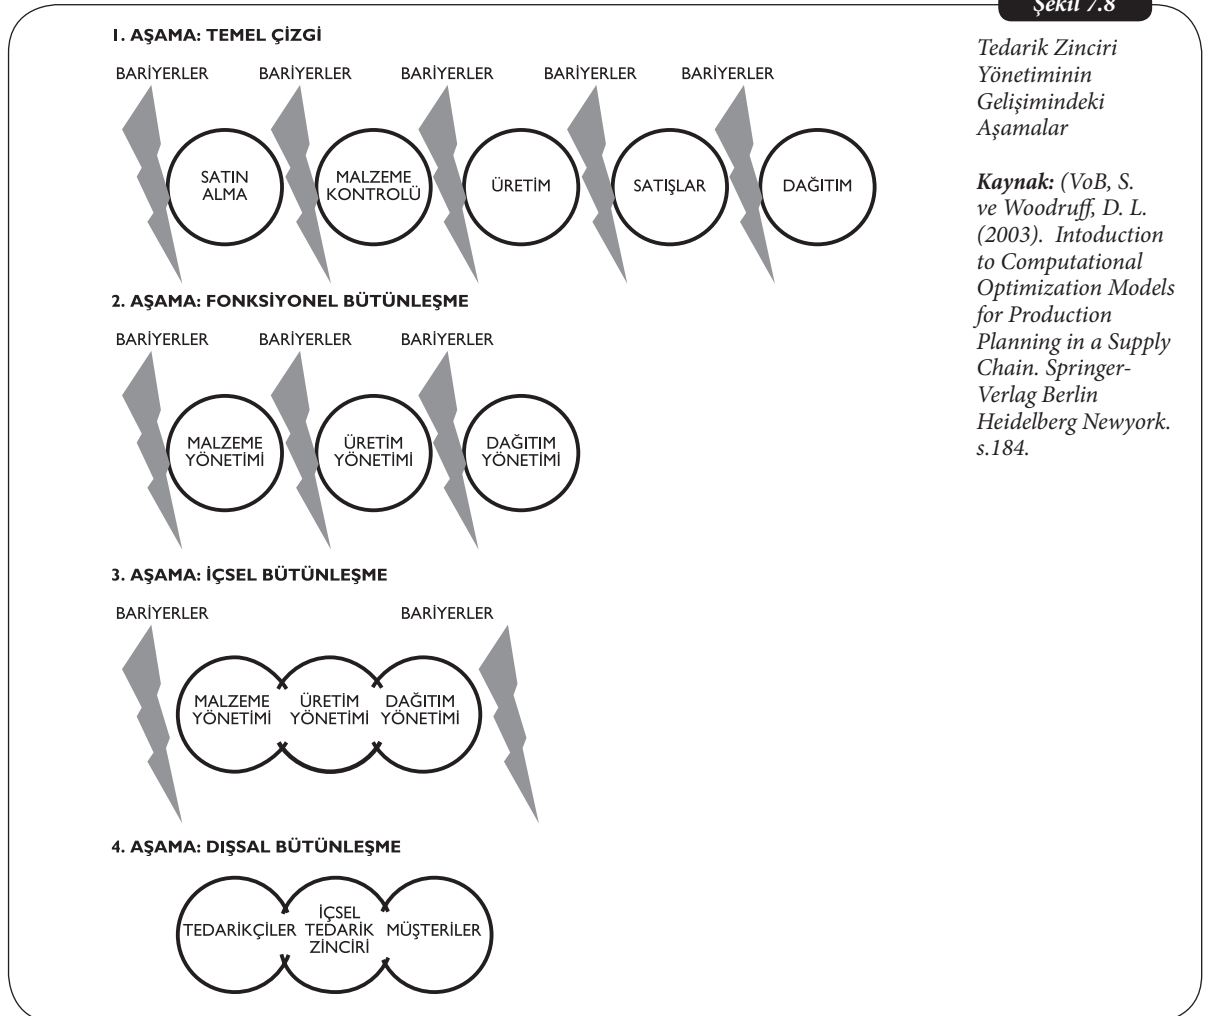 Şekil 7.8
Tedarik Zinciri
Yönetiminin
Gelişimindeki
Aşamalar
Kaynak: (VoB, S.
ve Woodruff, D. L.
(2003). Intoduction
to Computational
Optimization Models
for Production
Planning in a Supply
Chain. Springer-
Verlag Berlin
Heidelberg Newyork.
s.184.
1. AŞAMA: TEMEL ÇİZGİ
BARİYERLER BARİYERLER BARİYERLER BARİYERLER BARİYERLER
SATIN
ALMA
MALZEME
KONTROLÜ
ÜRETİM
SATIŞLAR
DAĞITIM
2. AŞAMA: FONKSİYONEL BÜTÜNLEŞME
BARİYERLER BARİYERLER BARİYERLER
MALZEME
YÖNETİMİ
ÜRETİM
YÖNETİMİ
DAĞITIM
YÖNETİMİ
3. AŞAMA: İÇSEL BÜTÜNLEŞME
BARİYERLER BARİYERLER
MALZEME
YÖNETİMİ
ÜRETİM
YÖNETİMİ
DAĞITIM
YÖNETİMİ
4. AŞAMA: DIŞSAL BÜTÜNLEŞME
TEDARİKÇİLER
İÇSEL
TEDARİK
ZİNCİRİ
MÜŞTERİLER